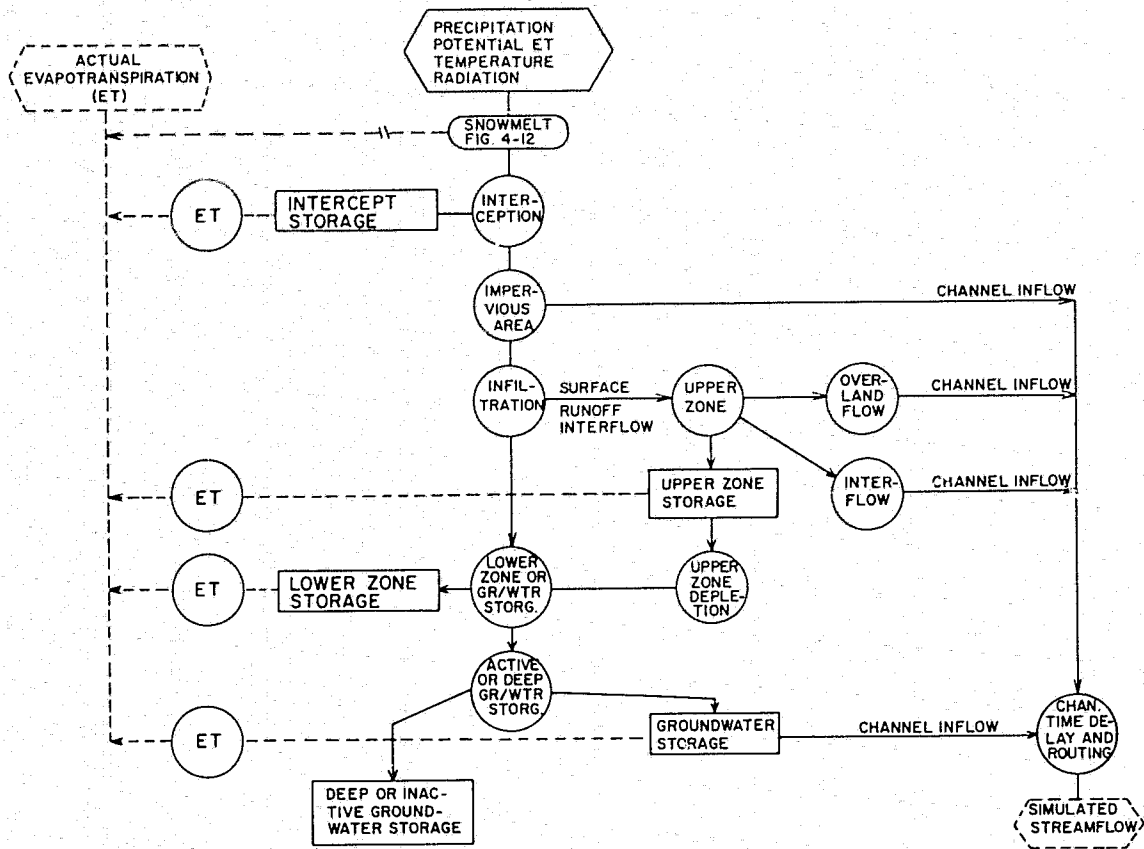 PRECIPITATION
POTENTIAL ET
TEMPERATURE
RADIATION
ACTUAL
EVAPOTRANSPIRATION
(ET)
SNOWMELT
FIG. 4-12
INTER-
CEPTION
INTERCEPT
STORAGE
ET
IMPER-
VIOUS
AREA
CHANNEL INFLOW
INFIL-
TRATION
SURFACE
RUNOFF
INTERFLOW
UPPER
ZONE
OVER-
LAND
FLOW
CHANNEL INFLOW
INTER-
FLOW
CHANNEL INFLOW
UPPER ZONE
STORAGE
ET
LOWER
ZONE OR
GR/WTR
STORG.
LOWER ZONE
STORAGE
ET
UPPER
ZONE
DEPLE-
TION
ACTIVE
OR DEEP
GR/WTR
STORG.
GROUNDWATER
STORAGE
ET
CHANNEL INFLOW
CHAN.
TIME DE-
LAY AND
ROUTING
DEEP OR INAC-
TIVE GROUND-
WATER STORAGE
SIMULATED
STREAMFLOW